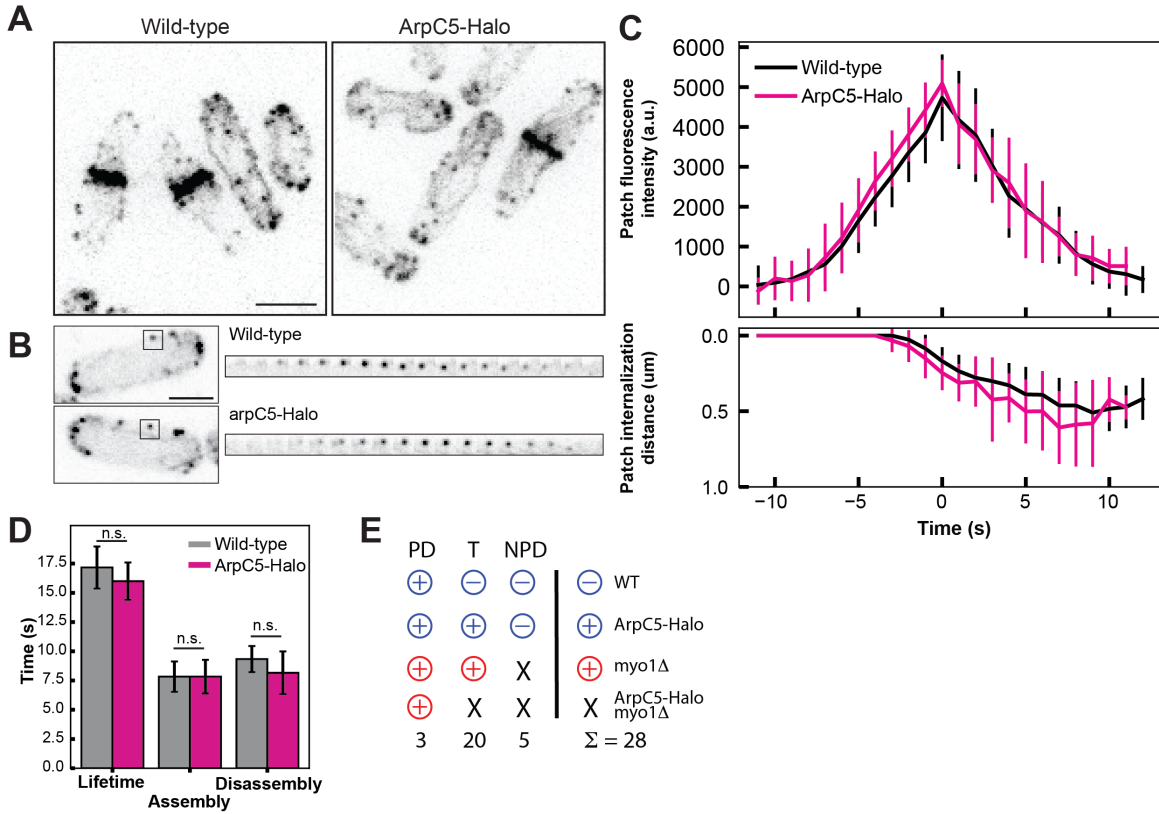 A
Wild-type
ArpC5-Halo
B
Wild-type
arpC5-Halo
C
Wild-type
ArpC5-Halo
Patch fluorescence
intensity (a.u.)
6000
5000
4000
3000
2000
1000
0
Patch internalization
distance (um)
0.0
0.5
1.0
−10 −5 0 5 10
Time (s)
D
n.s.
n.s.
n.s.
Wild-type
ArpC5-Halo
Time (s)
17.5
15.0
12.5
10.0
7.5
5.0
2.5
0.0
Lifetime
Assembly
Disassembly
E
PD T NPD
+ − − − WT
+ + − + ArpC5-Halo
+ + X + myo1Δ
+ X X X ArpC5-Halo
myo1Δ
3 20 5 Σ = 28